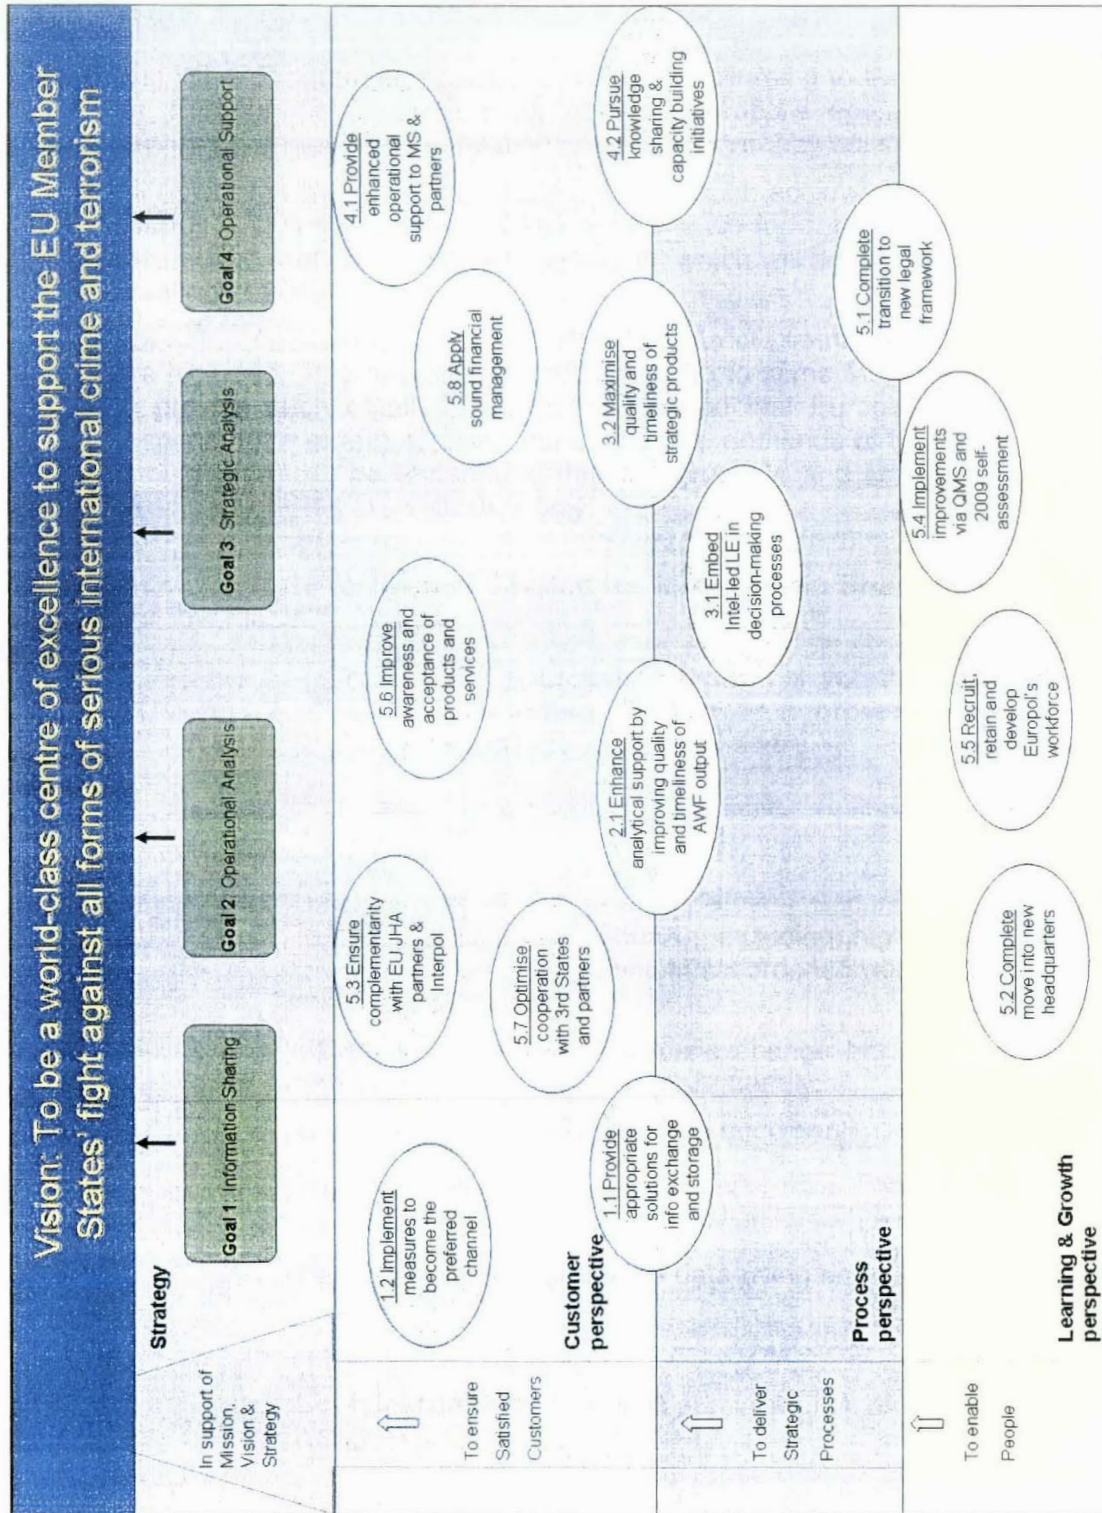 Vision: To be a world-class centre of excellence to support the EU Member
States' fight against all forms of serious international crime and terrorism
Strategy
In support of
Mission,
Vision &
Strategy
Goal 1: Information Sharing
Goal 2: Operational Analysis
Goal 3: Strategic Analysis
Goal 4: Operational Support
1.2 Implement
measures to
become the
preferred
channel
5.3 Ensure
complementarity
with EU JHA
partners &
Interpol
5.6 Improve
awareness and
acceptance of
products and
services
4.1 Provide
enhanced
operational
support to MS &
partners
5.8 Apply
sound financial
management
5.7 Optimise
cooperation
with 3rd States
and partners
To ensure
Satisfied
Customers
Customer
perspective
1.1 Provide
appropriate
solutions for
info exchange
and storage
2.1 Enhance
analytical support by
improving quality
and timeliness of
AWF output
3.2 Maximise
quality and
timeliness of
strategic products
4.2 Pursue
knowledge
sharing &
capacity building
initiatives
3.1 Embed
Intel-led LE in
decision-making
processes
To deliver
Strategic
Processes
Process
perspective
5.1 Complete
transition to
new legal
framework
5.4 Implement
improvements
via QMS and
2009 self-
assessment
5.5 Recruit,
retain and
develop
Europol's
workforce
5.2 Complete
move into new
headquarters
To enable
People
Learning & Growth
perspective